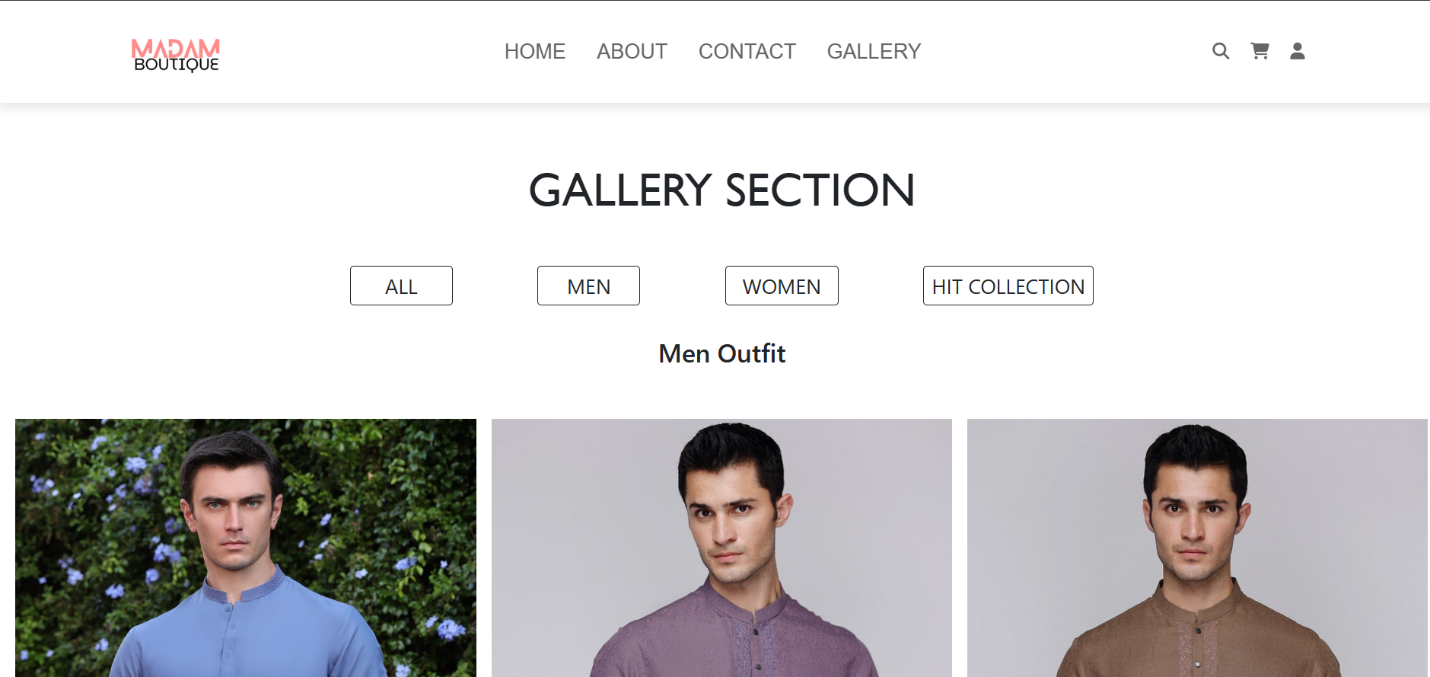 MADAM
BOUTIQUE
HOME ABOUT CONTACT GALLERY
GALLERY SECTION
ALL MEN WOMEN HIT COLLECTION
Men Outfit